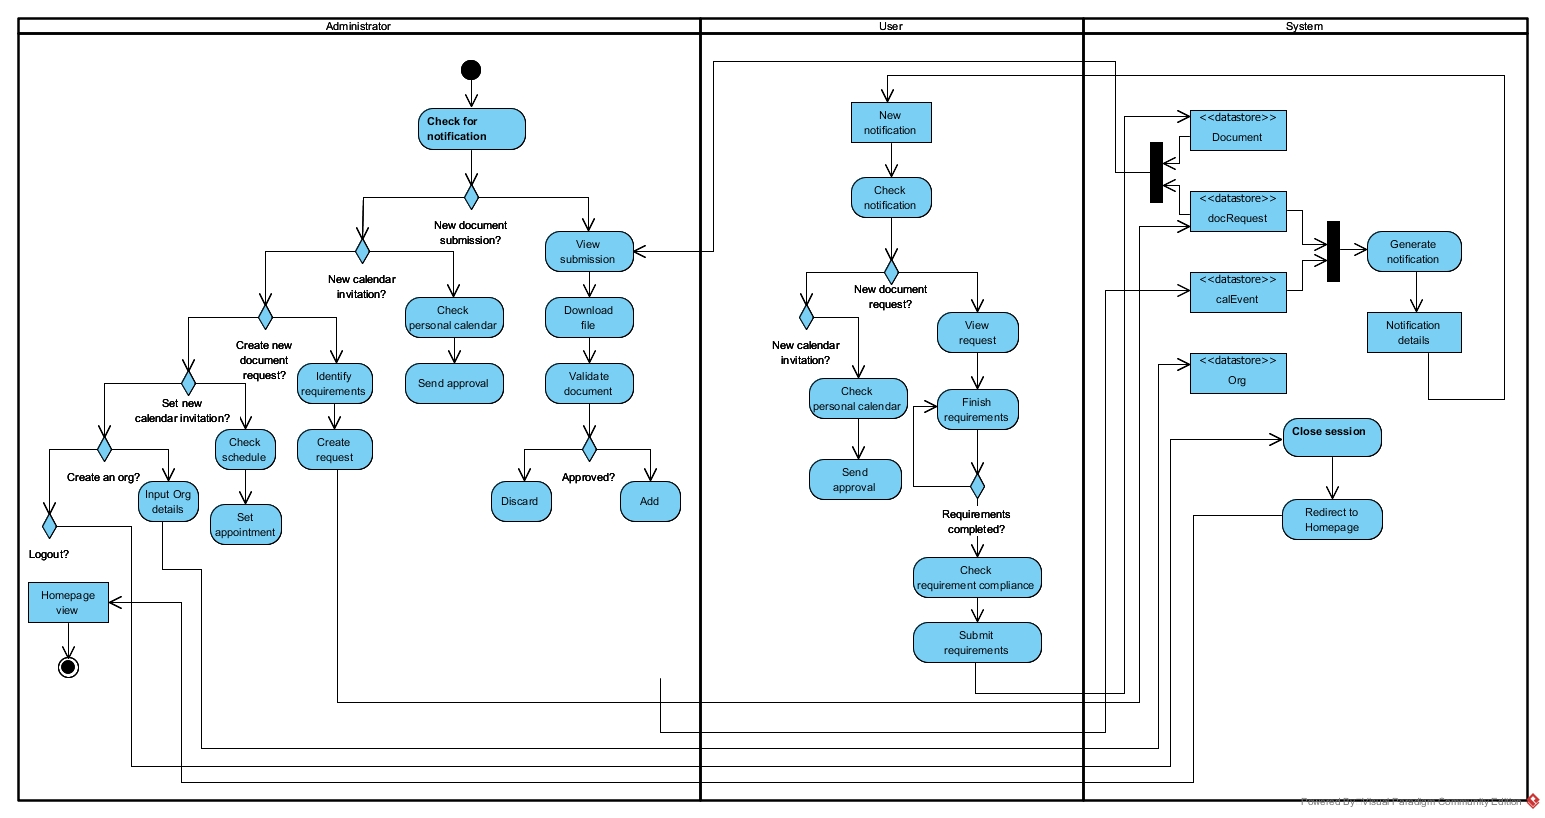 Administrator
User
System
Check for
notification
New document
submission?
View
submission
New calendar
invitation?
Check
personal calendar
Download
file
Create new
document
request?
Identify
requirements
Send approval
Validate
document
Set new
calendar invitation?
Check
schedule
Create
request
Approved?
Create an org?
Input Org
details
Set
appointment
Discard
Add
Logout?
Homepage
view
New
notification
Check
notification
New document
request?
View
request
New calendar
invitation?
Check
personal calendar
Finish
requirements
Send
approval
Requirements
completed?
Check
requirement compliance
Submit
requirements
<<datastore>>
Document
<<datastore>>
docRequest
Generate
notification
<<datastore>>
calEvent
Notification
details
<<datastore>>
Org
Close session
Redirect to
Homepage
Powered By Visual Paradigm Community Edition